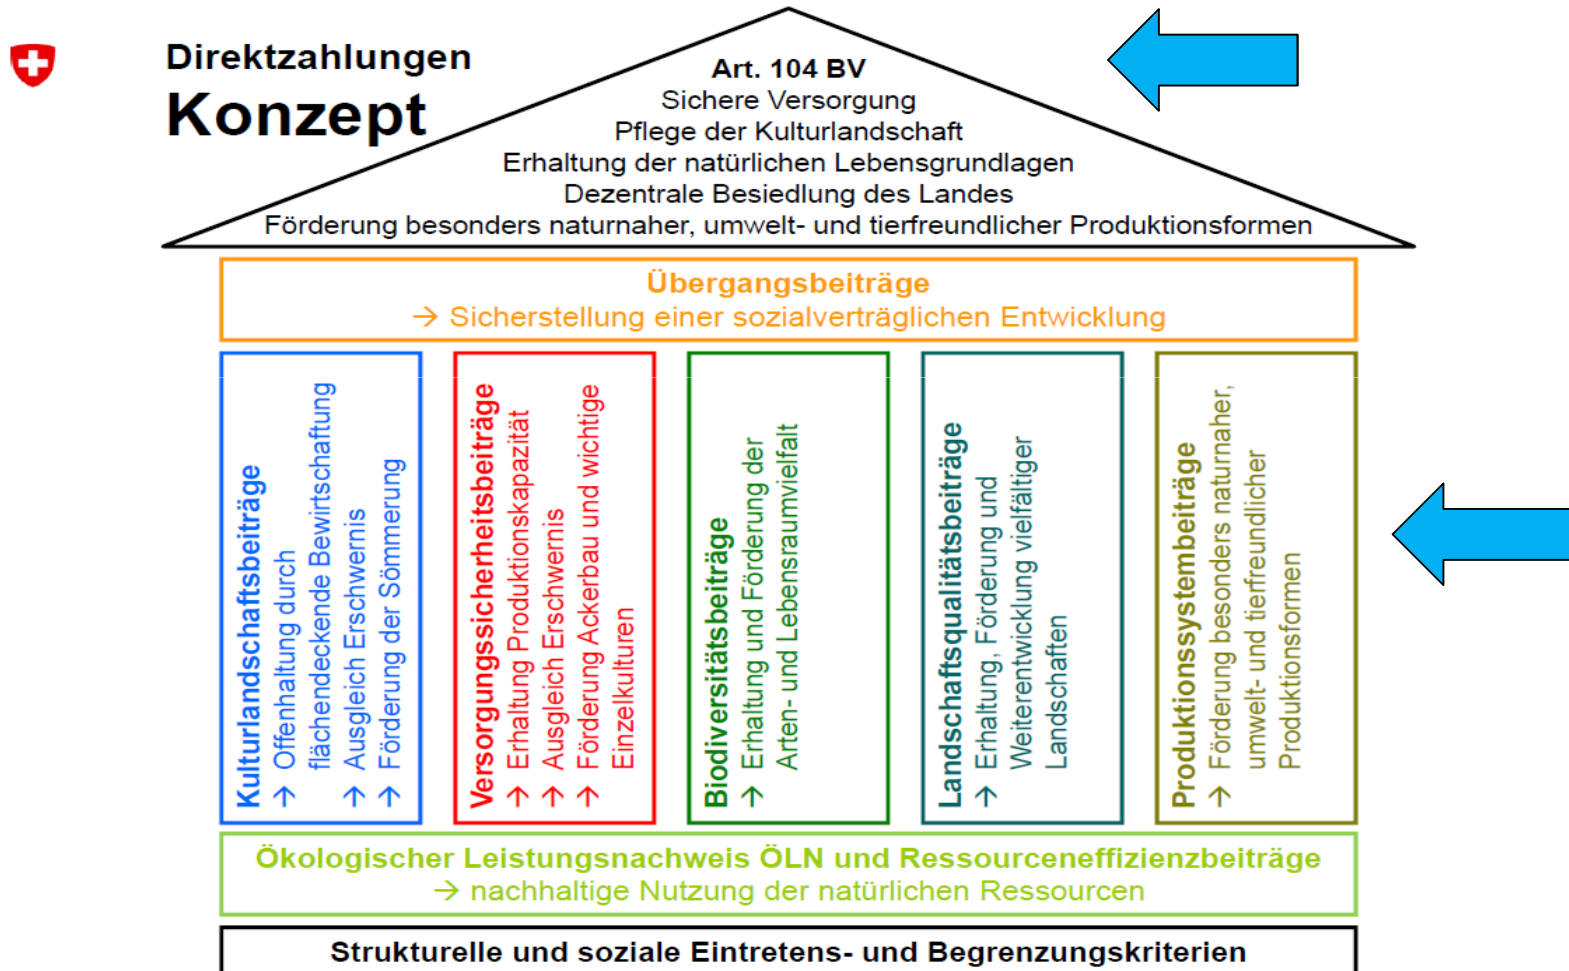 Direktzahlungen
Konzept
Art. 104 BV
Sichere Versorgung
Pflege der Kulturlandschaft
Erhaltung der natürlichen Lebensgrundlagen
Dezentrale Besiedlung des Landes
Förderung besonders naturnaher, umwelt- und tierfreundlicher Produktionsformen
Übergangsbeiträge
→ Sicherstellung einer sozialverträglichen Entwicklung
Kulturlandschaftsbeiträge
→ Offenhaltung durch
flächendeckende Bewirtschaftung
→ Ausgleich Erschwernis
→ Förderung der Sömmerung
Versorgungssicherheitsbeiträge
→ Erhaltung Produktionskapazität
→ Ausgleich Erschwernis
→ Förderung Ackerbau und wichtige
Einzelkulturen
Biodiversitätsbeiträge
→ Erhaltung und Förderung der
Arten- und Lebensraumvielfalt
Landschaftsqualitätsbeiträge
→ Erhaltung, Förderung und
Weiterentwicklung vielfältiger
Landschaften
Produktionssystembeiträge
→ Förderung besonders naturnaher,
umwelt- und tierfreundlicher
Produktionsformen
Ökologischer Leistungsnachweis ÖLN und Ressourceneffizienzbeiträge
→ nachhaltige Nutzung der natürlichen Ressourcen
Strukturelle und soziale Eintretens- und Begrenzungskriterien